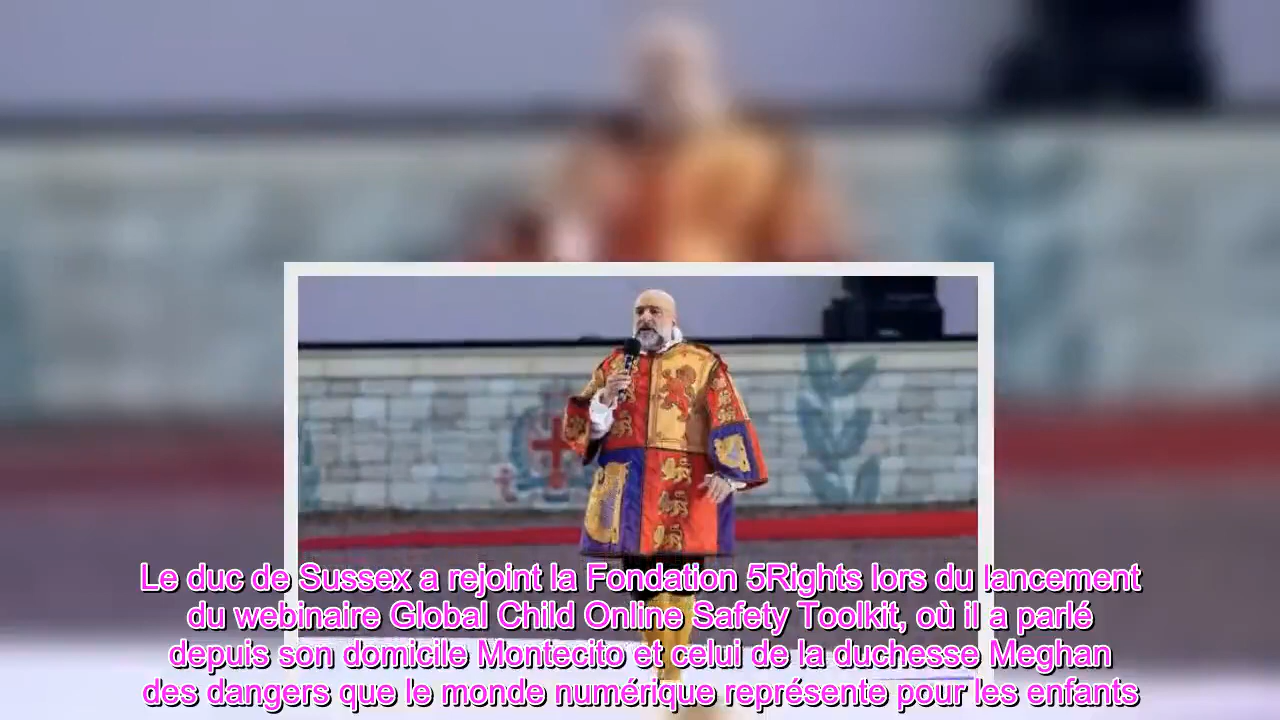 Le duc de Sussex a rejoint la Fondation 5Rights lors du lancement
du webinaire Global Child Online Safety Toolkit, où il a parlé
depuis son domicile Montecito et celui de la duchesse Meghan
des dangers que le monde numérique représente pour les enfants